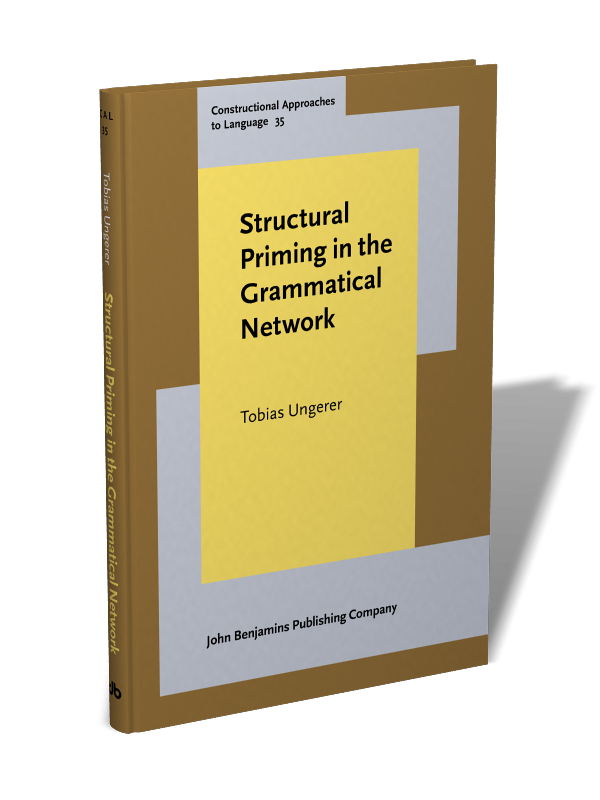 Constructional Approaches
to Language 35
Structural
Priming in the
Grammatical
Network
Tobias Ungerer
John Benjamins Publishing Company
CAL
35
Tobias Ungerer
Structural Priming in the Grammatical Network